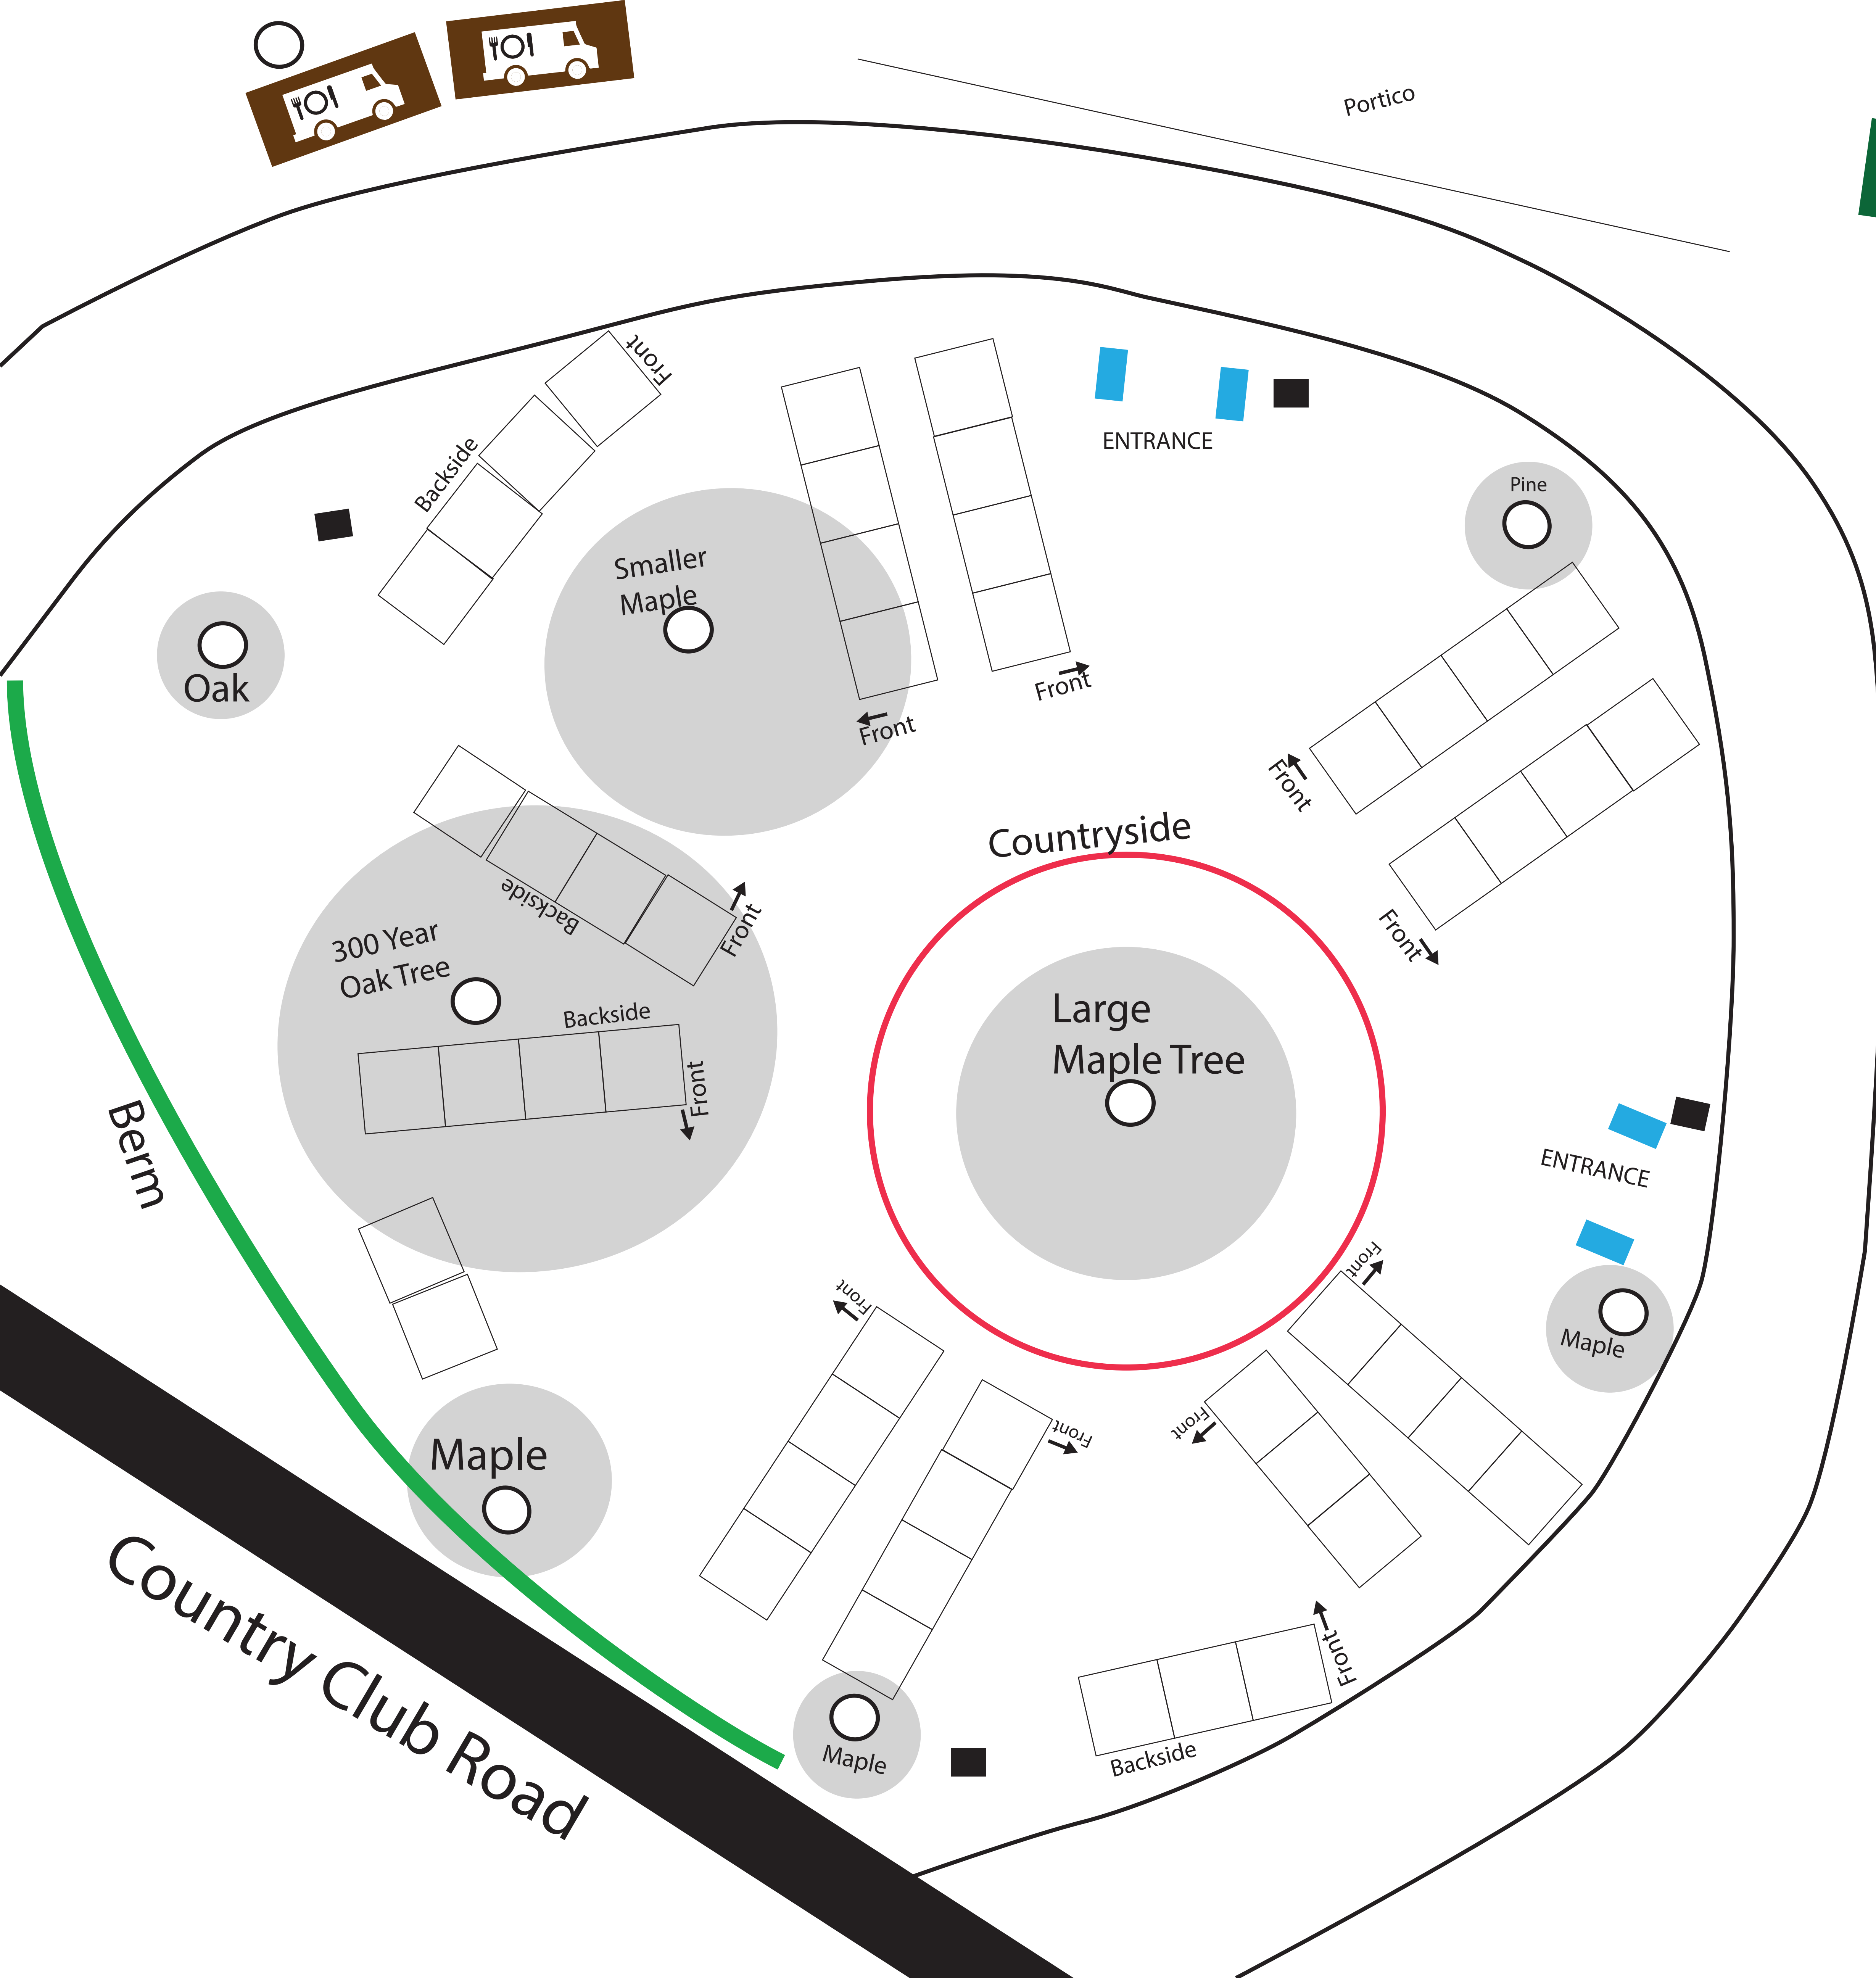 Portico
Front
ENTRANCE
Backside
Pine
Smaller
Maple
Oak
Front
Front
Front
Countryside
Backside
Front
Front
300 Year
Oak Tree
Large
Maple Tree
Backside
Front
Berm
ENTRANCE
Front
Front
Maple
Front
Front
Maple
Country Club Road
Front
Maple
Backside